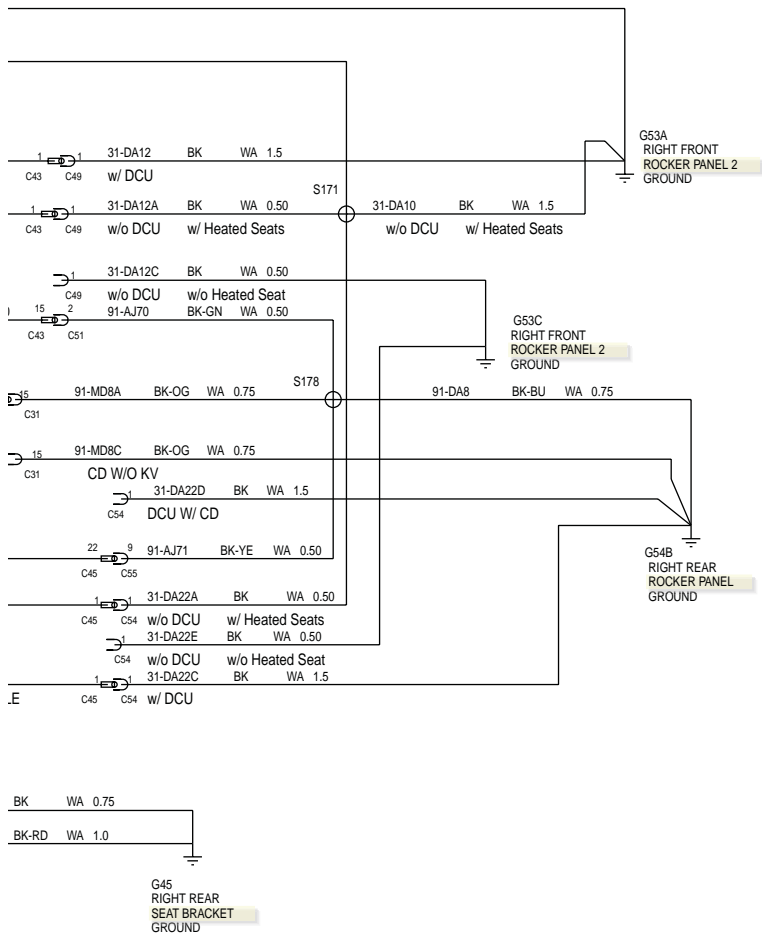 1 1 31-DA12 BK WA 1.5
C43 C49 w/ DCU
G53A
RIGHT FRONT
ROCKER PANEL 2
GROUND
S171
1 1 31-DA12A BK WA 0.50
C43 C49 w/o DCU w/ Heated Seats
31-DA10 BK WA 1.5
w/o DCU w/ Heated Seats
1 31-DA12C BK WA 0.50
C49 w/o DCU w/o Heated Seat
15 2 91-AJ70 BK-GN WA 0.50
C43 C51
G53C
RIGHT FRONT
ROCKER PANEL 2
GROUND
S178
15 91-MD8A BK-OG WA 0.75
C31
91-DA8 BK-BU WA 0.75
15 91-MD8C BK-OG WA 0.75
C31 CD W/O KV
1 31-DA22D BK WA 1.5
C54 DCU W/ CD
22 9 91-AJ71 BK-YE WA 0.50
C45 C55
G54B
RIGHT REAR
ROCKER PANEL
GROUND
1 1 31-DA22A BK WA 0.50
C45 C54 w/o DCU w/ Heated Seats
1 31-DA22E BK WA 0.50
C54 w/o DCU w/o Heated Seat
1 1 31-DA22C BK WA 1.5
LE C45 C54 w/ DCU
BK WA 0.75
BK-RD WA 1.0
G45
RIGHT REAR
SEAT BRACKET
GROUND